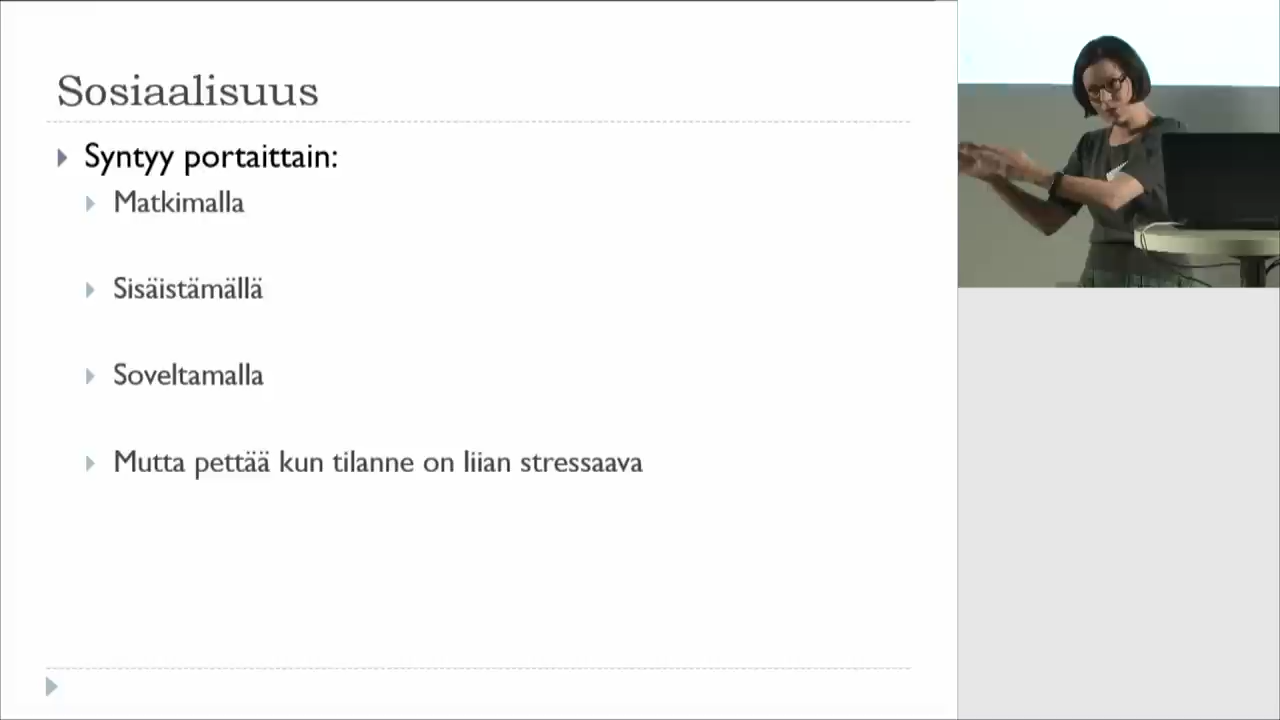 Sosiaalisuus
Syntyy portaittain:
Matkimalla
Sisäistämällä
Soveltamalla
Mutta pettää kun tilanne on liian stressaava